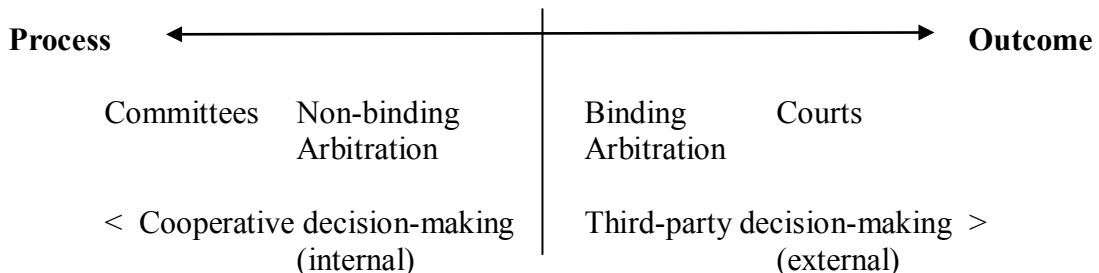 Process Outcome
Committees Non-binding Binding Courts
Arbitration Arbitration
< Cooperative decision-making Third-party decision-making >
(internal) (external)